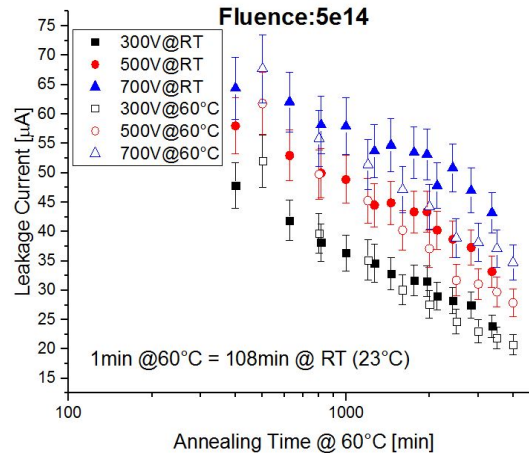 Fluence:5e14
300V@RT
500V@RT
700V@RT
300V@60°C
500V@60°C
700V@60°C
75
70
65
60
55
50
45
40
35
30
25
20
15
Leakage Current [μA]
1min @60°C = 108min @ RT (23°C)
100
1000
Annealing Time @ 60°C [min]